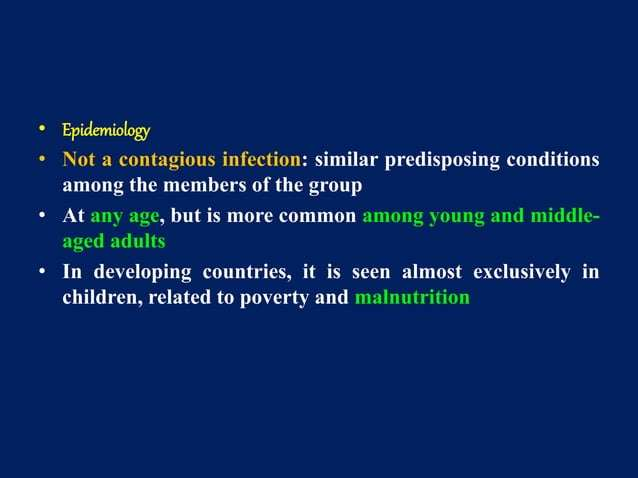 • Epidemiology
• Not a contagious infection: similar predisposing conditions
among the members of the group
• At any age, but is more common among young and middle-
aged adults
• In developing countries, it is seen almost exclusively in
children, related to poverty and malnutrition